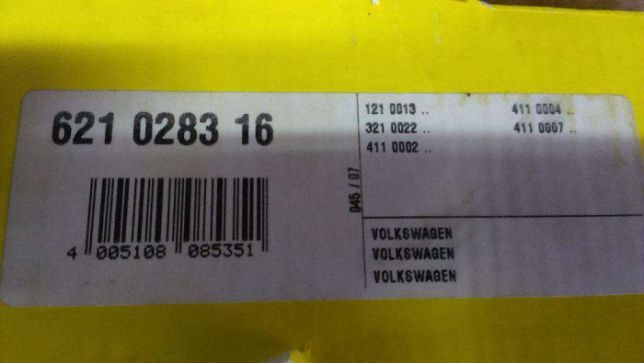 621 0283 16
4 005108 085351
045 / 07
121 0013 ..
321 0022 ..
411 0002 ..
411 0004 ..
411 0007 ..
VOLKSWAGEN
VOLKSWAGEN
VOLKSWAGEN